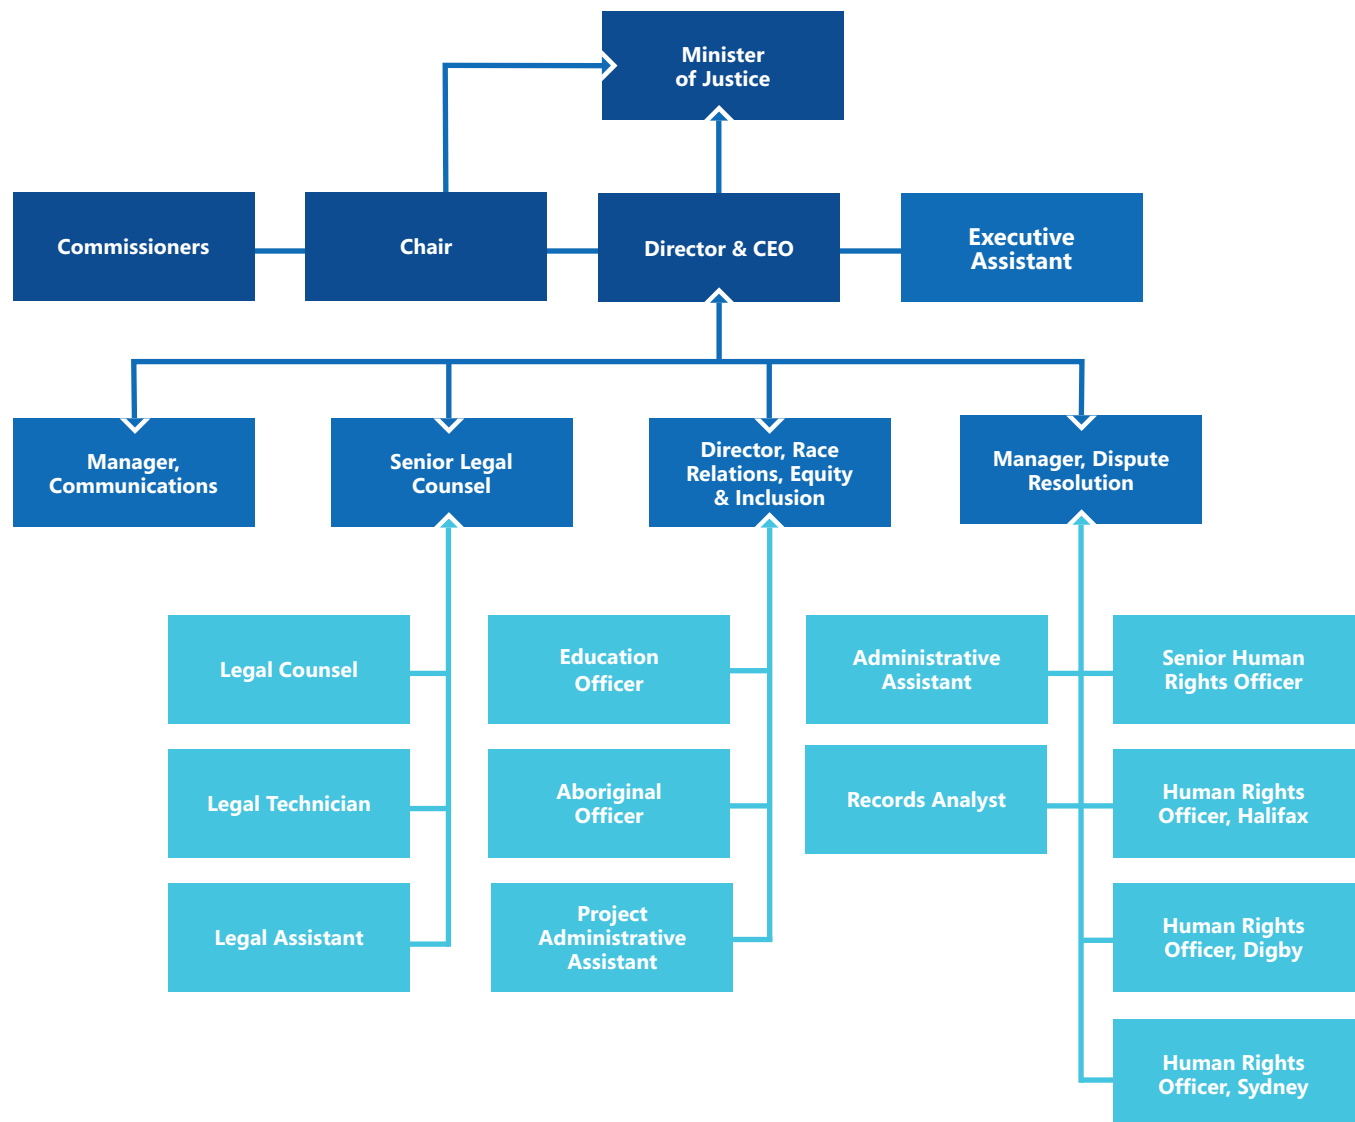 Minister
of Justice
Commissioners
Chair
Director & CEO
Executive
Assistant
Manager,
Communications
Senior Legal
Counsel
Director, Race
Relations, Equity
& Inclusion
Manager, Dispute
Resolution
Legal Counsel
Education
Officer
Administrative
Assistant
Senior Human
Rights Officer
Legal Technician
Aboriginal
Officer
Records Analyst
Human Rights
Officer, Halifax
Legal Assistant
Project
Administrative
Assistant
Human Rights
Officer, Digby
Human Rights
Officer, Sydney